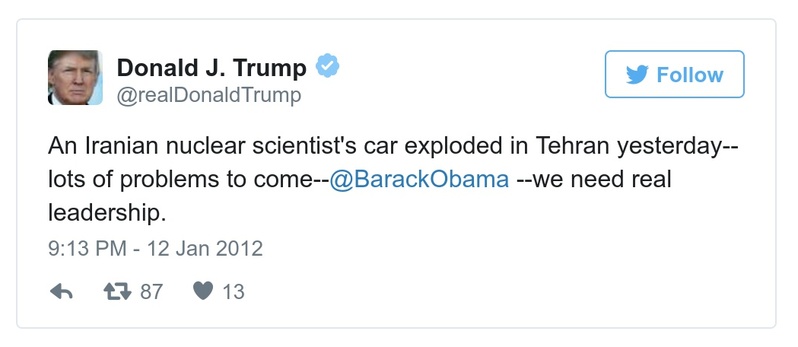 Donald J. Trump
@realDonaldTrump
Follow
An Iranian nuclear scientist's car exploded in Tehran yesterday--
lots of problems to come--@BarackObama --we need real
leadership.
9:13 PM - 12 Jan 2012
87 13